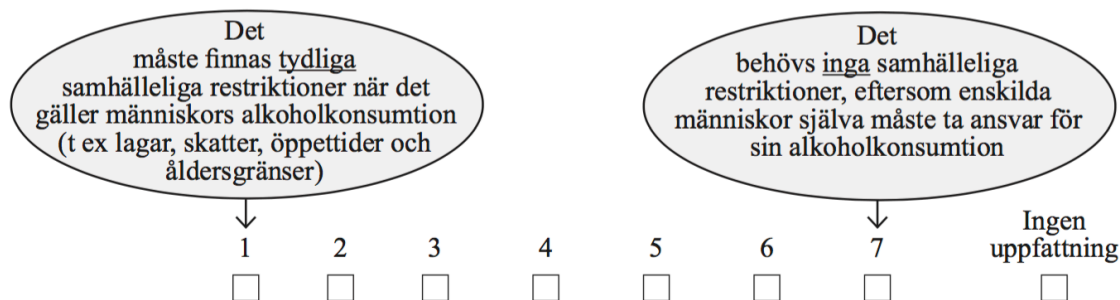 Det
måste finnas tydliga
samhälleliga restriktioner när det
gäller människors alkoholkonsumtion
(t ex lagar, skatter, öppettider och
åldersgränser)
Det
behövs inga samhälleliga
restriktioner, eftersom enskilda
människor själva måste ta ansvar för
sin alkoholkonsumtion
1 2 3 4 5 6 7 Ingen
uppfattning